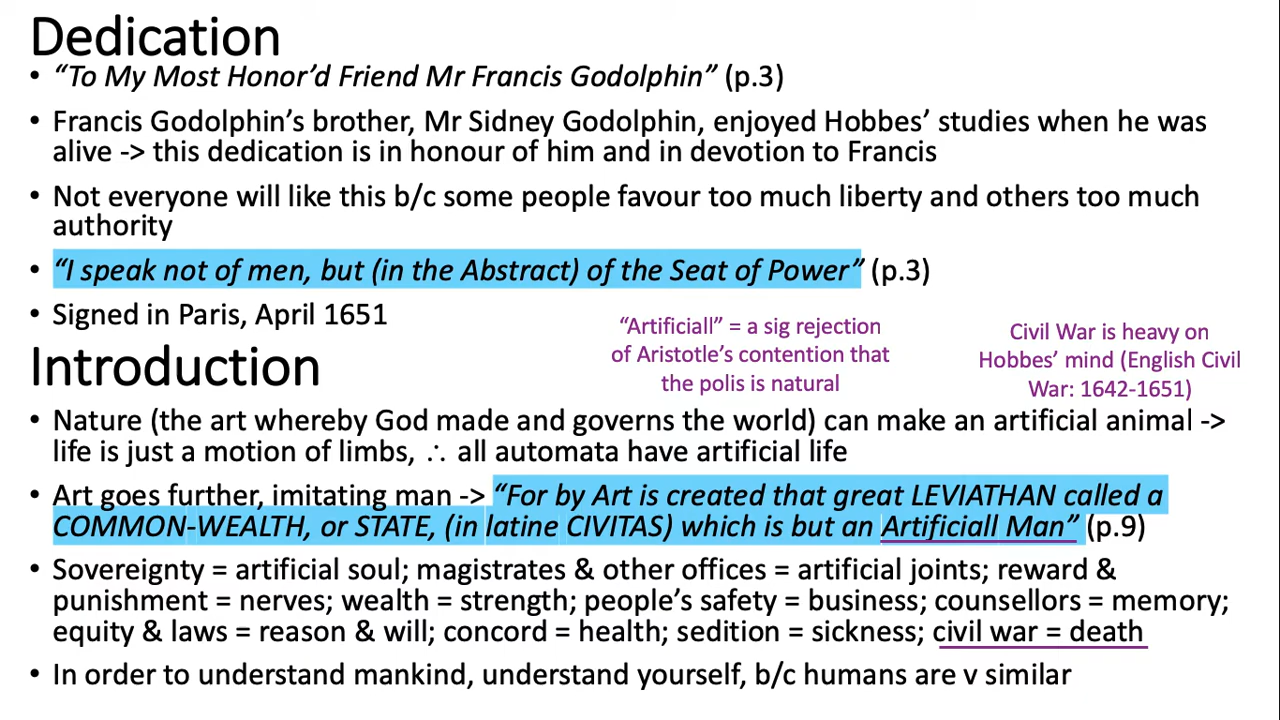 Dedication
• “To My Most Honor’d Friend Mr Francis Godolphin” (p.3)
• Francis Godolphin’s brother, Mr Sidney Godolphin, enjoyed Hobbes’ studies when he was
alive -> this dedication is in honour of him and in devotion to Francis
• Not everyone will like this b/c some people favour too much liberty and others too much
authority
• “I speak not of men, but (in the Abstract) of the Seat of Power” (p.3)
• Signed in Paris, April 1651
“Artificiall” = a sig rejection
of Aristotle’s contention that
the polis is natural
Civil War is heavy on
Hobbes’ mind (English Civil
War: 1642-1651)
Introduction
• Nature (the art whereby God made and governs the world) can make an artificial animal ->
life is just a motion of limbs, ∴ all automata have artificial life
• Art goes further, imitating man -> “For by Art is created that great LEVIATHAN called a
COMMON-WEALTH, or STATE, (in latine CIVITAS) which is but an Artificiall Man” (p.9)
• Sovereignty = artificial soul; magistrates & other offices = artificial joints; reward &
punishment = nerves; wealth = strength; people’s safety = business; counsellors = memory;
equity & laws = reason & will; concord = health; sedition = sickness; civil war = death
• In order to understand mankind, understand yourself, b/c humans are v similar